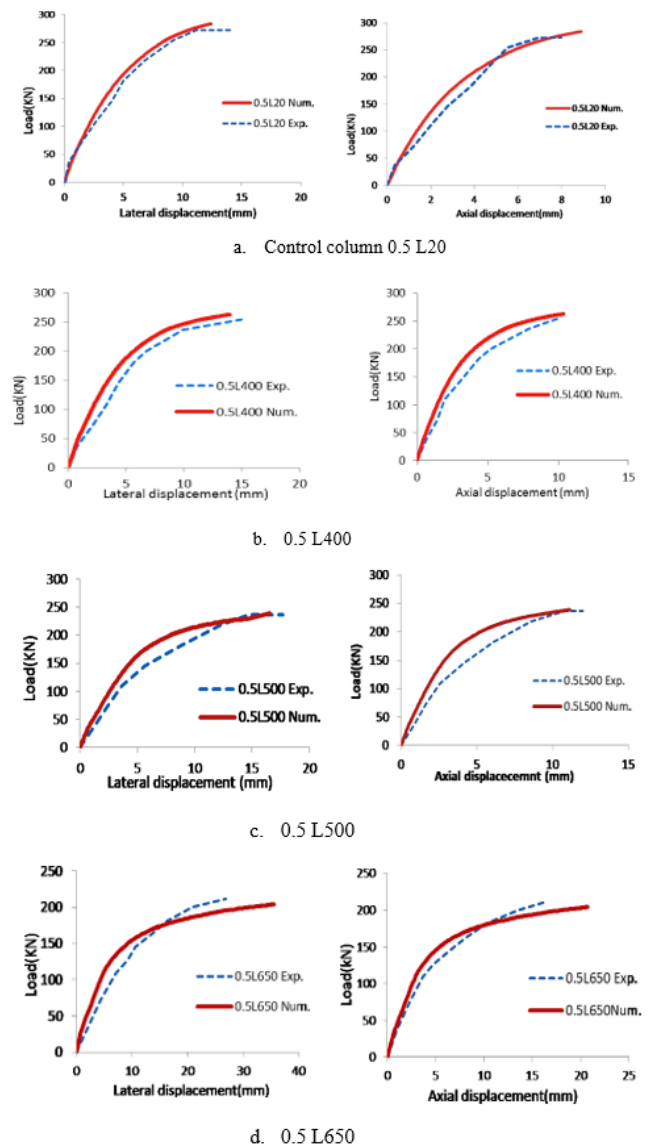 300
250
200
150
100
50
0
Load(KN)
0.5L20 Num.
0.5L20 Exp.
0 5 10 15 20
Lateral displacement(mm)
300
250
200
150
100
50
0
Load(KN)
0.5L20 Num.
0.5L20 Exp.
0 2 4 6 8 10
Axial displacement(mm)
a. Control column 0.5 L20
300
250
200
150
100
50
0
Load(KN)
0.5L400 Exp.
0.5L400 Num.
0 5 10 15 20
Lateral displacement (mm)
300
250
200
150
100
50
0
Load(KN)
0.5L400 Exp.
0.5L400 Num.
0 5 10 15
Axial displacement (mm)
b. 0.5 L400
300
250
200
150
100
50
0
Load(KN)
0.5L500 Exp.
0.5L500 Num.
0 5 10 15 20
Lateral displacement (mm)
300
250
200
150
100
50
0
Load(KN)
0.5L500 Exp.
0.5L500 Num.
0 5 10 15
Axial displacecemnt (mm)
c. 0.5 L500
250
200
150
100
50
0
Load(KN)
0.5L650 Exp.
0.5L650 Num.
0 10 20 30 40
Lateral displacement(mm)
250
200
150
100
50
0
Load(KN)
0.5L650 Exp.
0.5L650Num.
0 5 10 15 20 25
Axial displacement(mm)
d. 0.5 L650